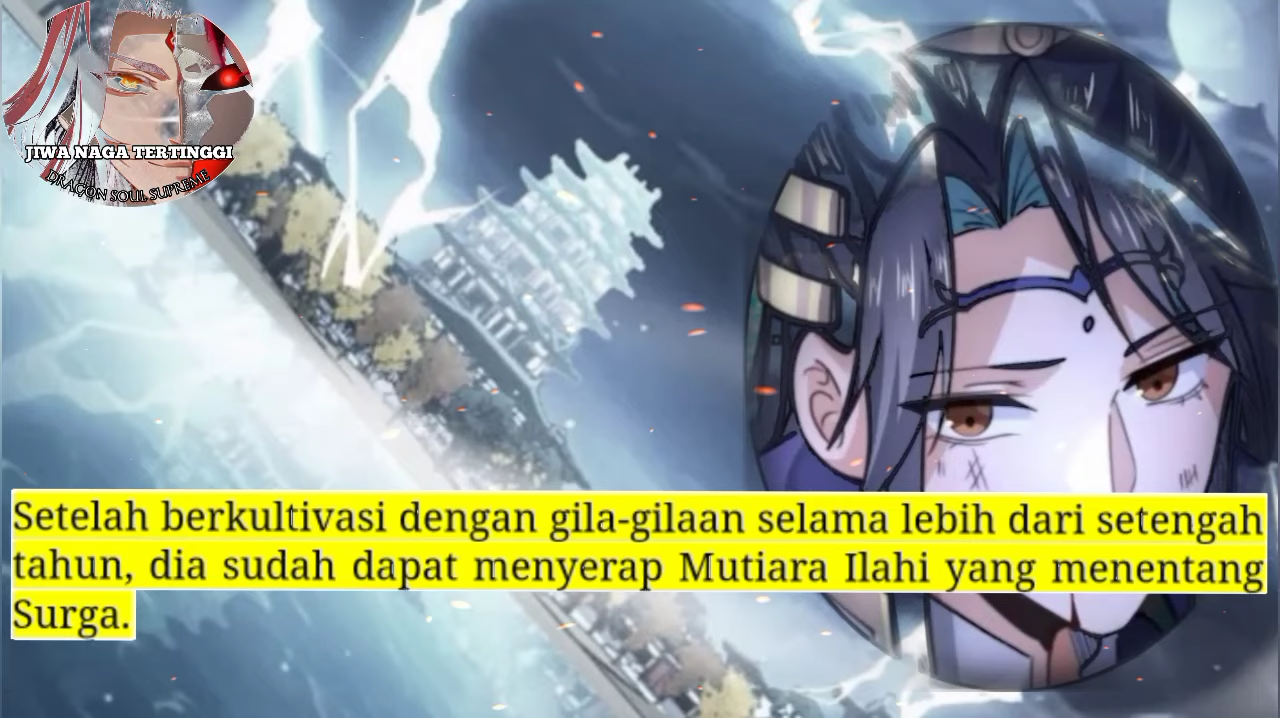 JIWA NAGA TERTINGGI
DRAGON SOUL SUPREME
Setelah berkultivasi dengan gila-gilaan selama lebih dari setengah
tahun, dia sudah dapat menyerap Mutiara Ilahi yang menentang
Surga.